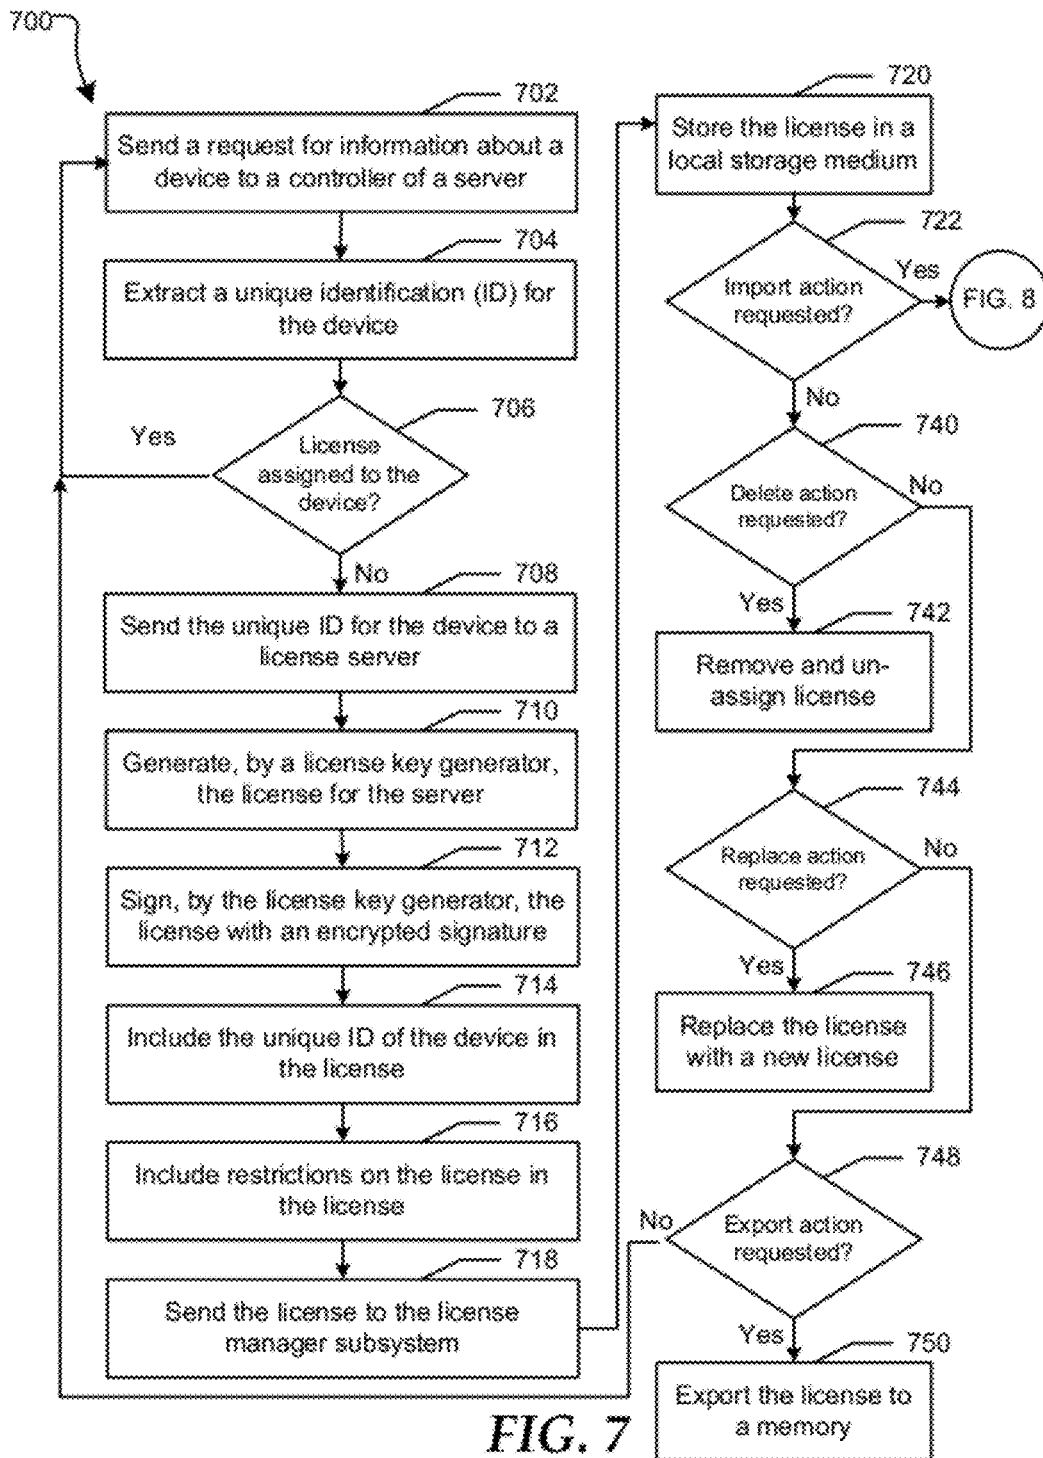 700
702
Send a request for information about a
device to a controller of a server
704
Extract a unique identification (ID) for
the device
706
Yes
License
assigned to the
device?
No
708
Send the unique ID for the device to a
license server
710
Generate, by a license key generator,
the license for the server
712
Sign, by the license key generator, the
license with an encrypted signature
714
Include the unique ID of the device in
the license
716
Include restrictions on the license in
the license
718
Send the license to the license
manager subsystem
720
Store the license in a
local storage medium
722
Import action
requested?
Yes
FIG. 8
No
740
Delete action
requested?
No
Yes
742
Remove and un-
assign license
744
Replace action
requested?
No
Yes
746
Replace the license
with a new license
748
No
Export action
requested?
Yes
750
Export the license to
a memory
FIG. 7